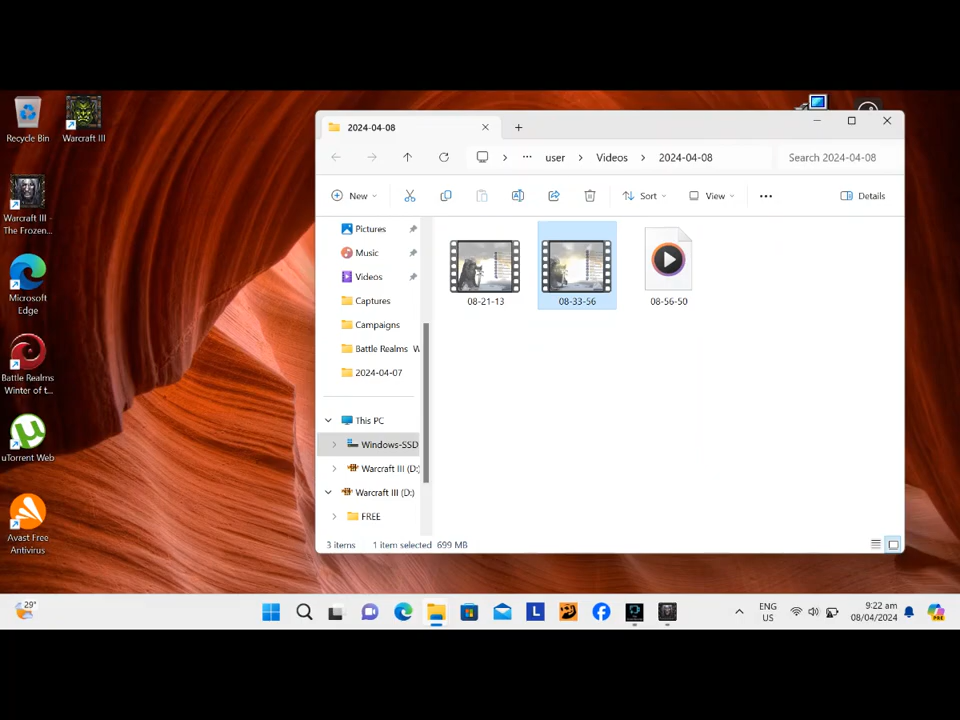 Recycle Bin
Warcraft III
Warcraft III -
The Frozen...
Microsoft
Edge
Battle Realms
Winter of t...
uTorrent Web
Avast Free
Antivirus
2024-04-08
user
Videos
2024-04-08
Search 2024-04-08
New
Sort
View
Details
Pictures
Music
Videos
Captures
Campaigns
Battle Realms W
2024-04-07
This PC
Windows-SSD
Warcraft III (D:)
Warcraft III (D:)
FREE
08-21-13
08-33-56
08-56-50
3 items
1 item selected 699 MB
29°
ENG
US
9:22 am
08/04/2024
L
PRE